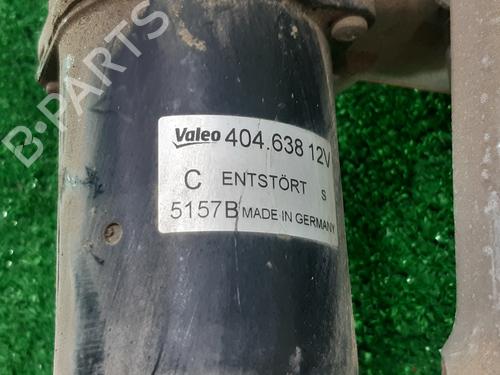 B-PARTS
Valeo 404.638 12V
C ENTSTÖRT S
5157B MADE IN GERMANY